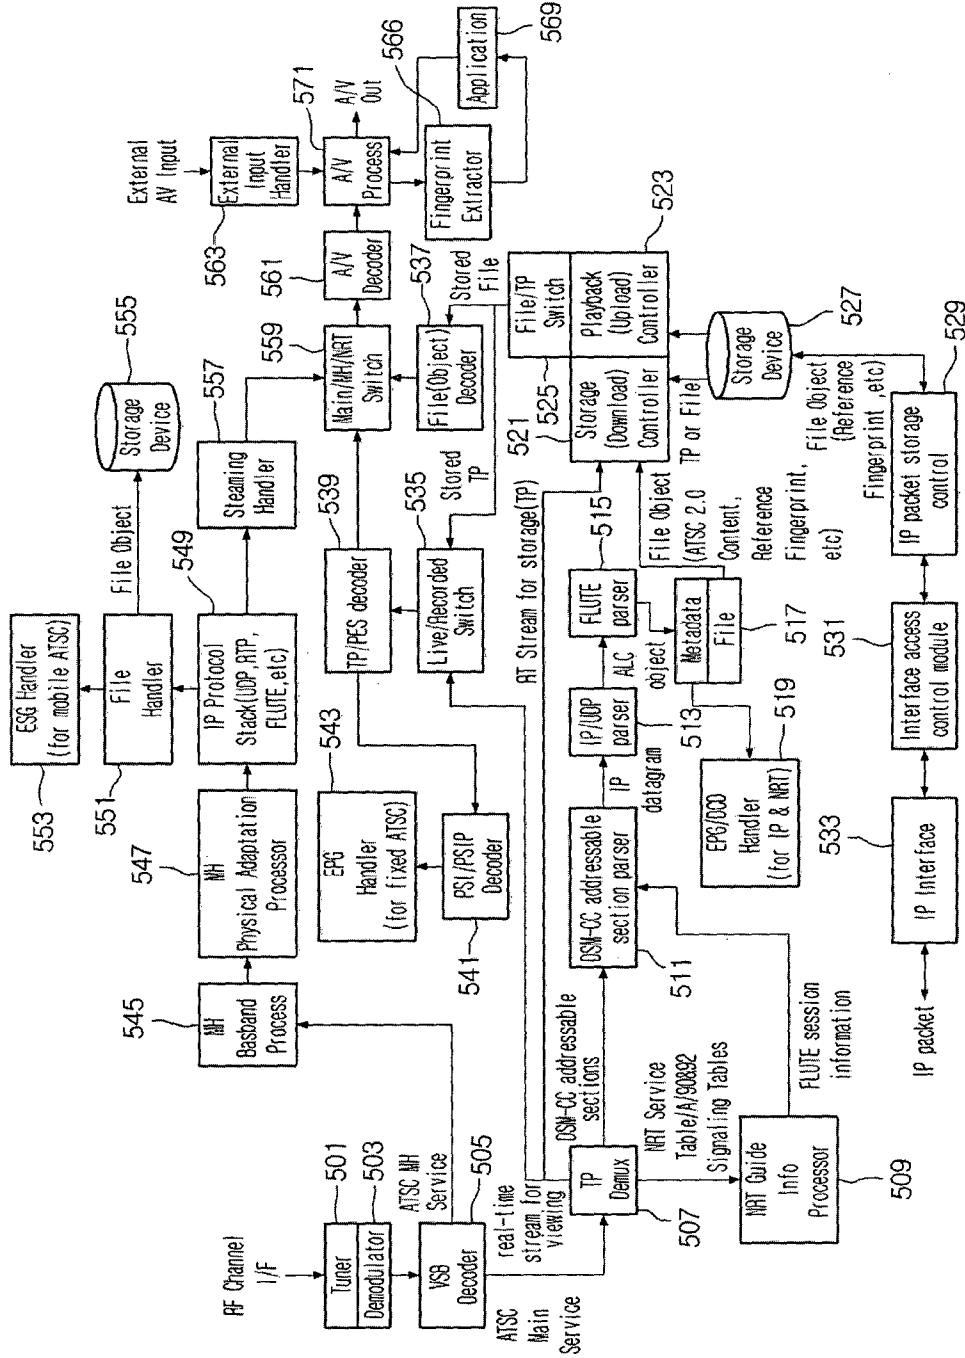 RF Channel
I/F
Tuner
Demodulator
501
503
VSB
Decoder
505
ATSC MH
Service
ATSC
Main
Service
real-time
stream for
viewing
TP
Demux
507
DSM-CC addressable
sections
NRT Service
Table/A/90&92
Signaling Tables
NRT Guide
Info
Processor
509
FLUTE session
information
MH
Basband
Process
545
MH
Physical Adaptation
Processor
547
IP Protocol
Stack(UDP,RTP,
FLUTE,etc)
549
File
Handler
551
ESG Handler
(for mobile ATSC)
553
File Object
Storage
Device
555
Steaming
Handler
557
EPG
Handler
(for fixed ATSC)
543
PSI/PSIP
Decoder
541
TP/PES decoder
539
Live/Recorded
Switch
535
Stored
TP
Main/MH/NRT
Switch
559
File(Object)
Decoder
537
Stored
File
A/V
Decoder
561
External
AV Input
External
Input
Handler
563
A/V
Process
571
A/V
Out
Fingerprint
Extractor
566
Application
569
RT Stream for storage(TP)
DSM-CC addressable
section parser
511
IP
datagram
IP/UDP
parser
513
ALC
object
FLUTE
parser
515
Metadata
File
517
EPG/OCD
Handler
(for IP & NRT)
519
File Object
(ATSC 2.0
Content,
Reference
Fingerprint,
etc)
Storage
(Download)
Controller
521
525
File/TP
Switch
Playback
(Upload)
Controller
523
TP or File
Storage
Device
527
File Object
(Reference
Fingerprint ,etc)
IP packet
IP Interface
533
Interface access
control module
531
IP packet storage
control
529